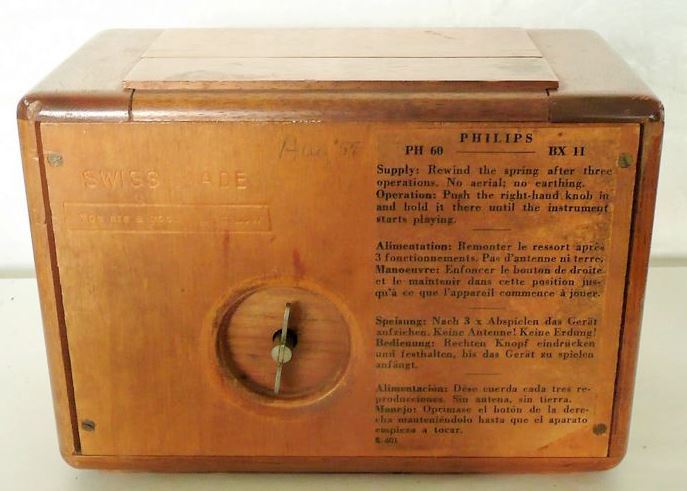 Aug '55
SWISS ADE
PHILIPS
PH 60 BX 11
Supply: Rewind the spring after three
operations. No aerial; no earthing.
Operation: Push the right-hand knob in
and hold it there until the instrument
starts playing.
Alimentation: Remonter le ressort après
3 fonctionnements. Pas d'antenne ni terre.
Manoeuvre: Enfoncer le bouton de droite
et le maintenir dans cette position jus-
qu'à ce que l'appareil commence à jouer.
Speisung: Nach 3 x Abspielen das Gerät
aufziehen. Keine Antenne! Keine Erdung!
Bedienung: Rechten Knopf eindrücken
und festhalten, bis das Gerät zu spielen
anfängt.
Alimentación: Dése cuerda cada tres re-
producciones. Sin antena, sin tierra.
Manejo: Oprímase el botón de la dere-
cha manteniéndolo hasta que el aparato
empieza a tocar.